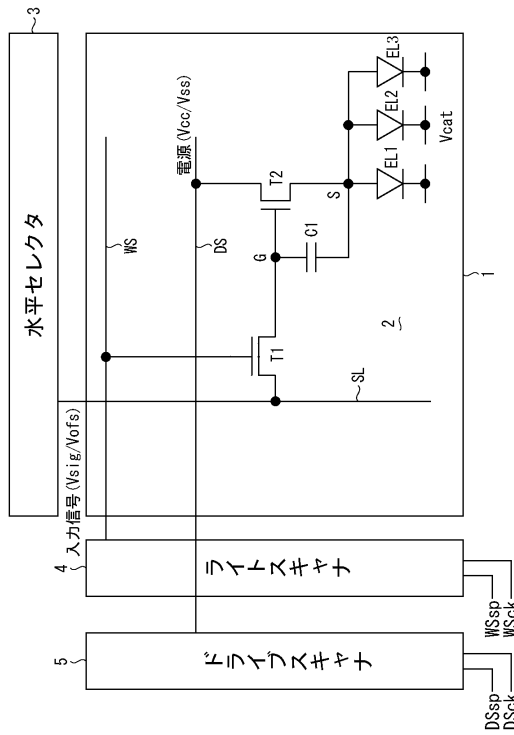 3
水平セレクタ
入力信号(Vsig/Vofs)
WS
電源(Vcc/Vss)
DS
T1
G
C1
T2
S
EL1
EL2
EL3
Vcat
SL
2
1
4
ライトスキャナ
WSsp
WSck
5
ドライブスキャナ
DSsp
DSck